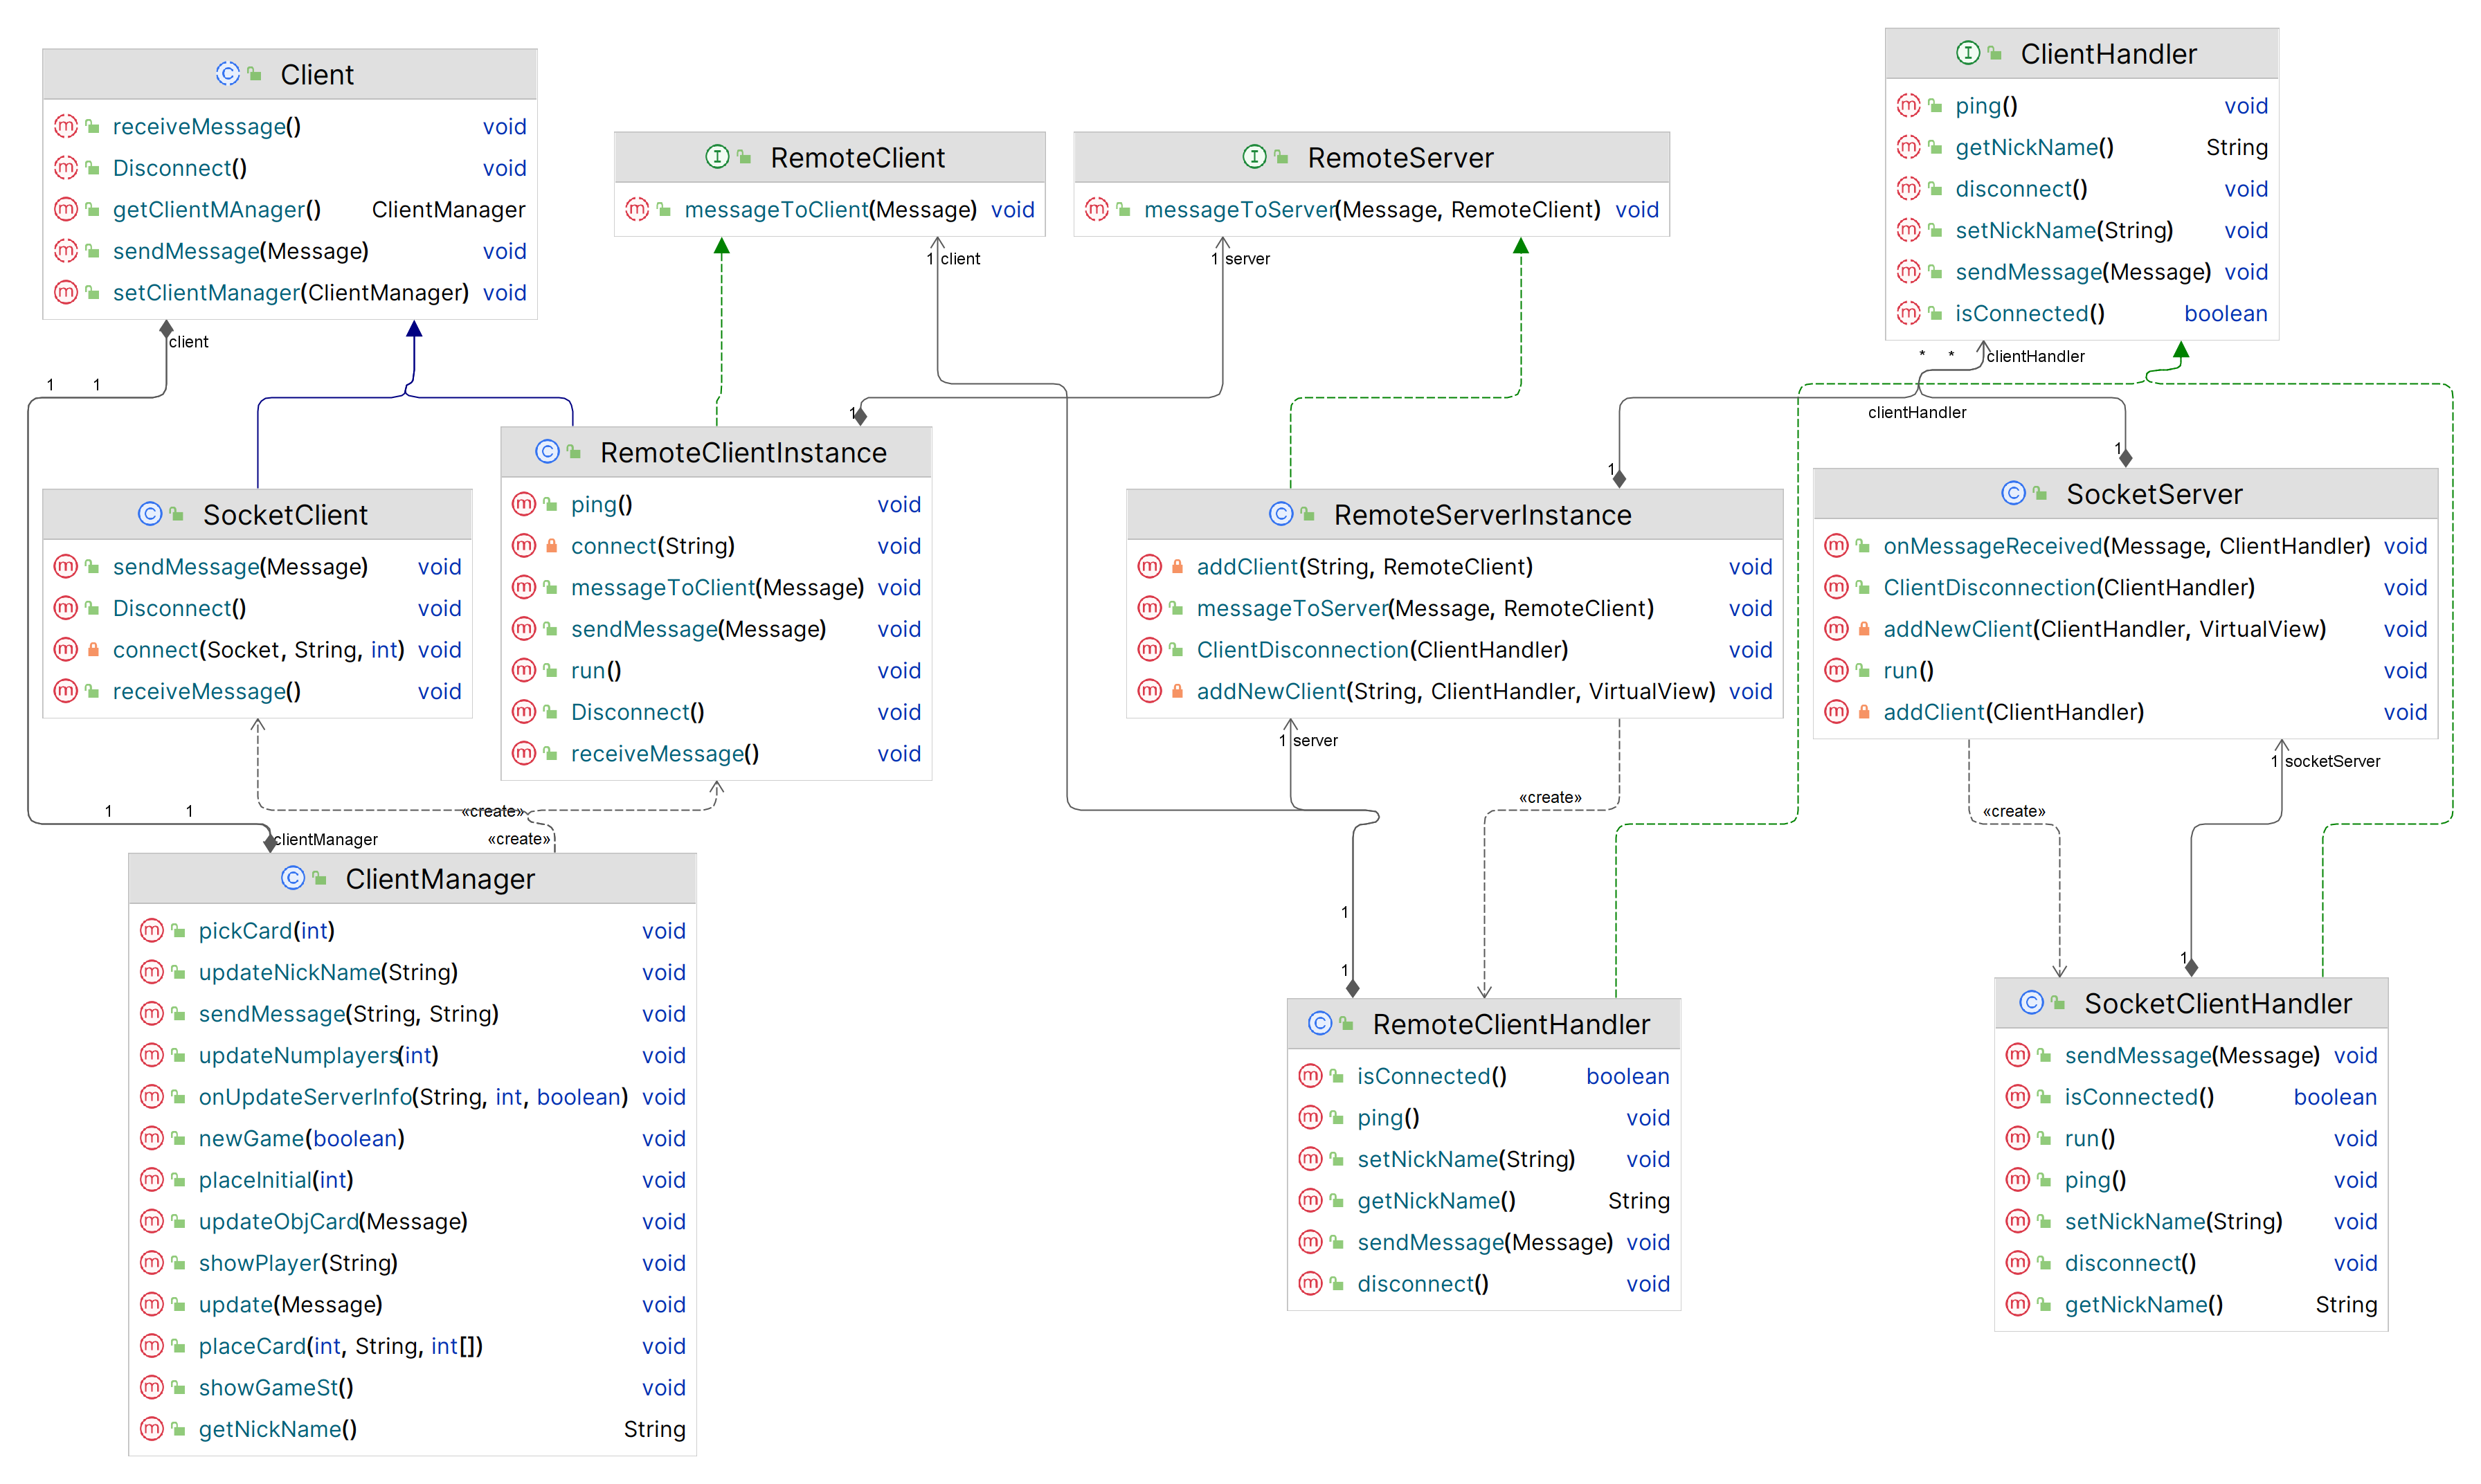 Client
receiveMessage() void
Disconnect() void
getClientMAnager() ClientManager
sendMessage(Message) void
setClientManager(ClientManager) void
RemoteClient
messageToClient(Message) void
RemoteServer
messageToServer(Message, RemoteClient) void
ClientHandler
ping() void
getNickName() String
disconnect() void
setNickName(String) void
sendMessage(Message) void
isConnected() boolean
client
1 1
1 client
1 server
* * clientHandler
1
1
clientHandler
1
SocketClient
sendMessage(Message) void
Disconnect() void
connect(Socket, String, int) void
receiveMessage() void
RemoteClientInstance
ping() void
connect(String) void
messageToClient(Message) void
sendMessage(Message) void
run() void
Disconnect() void
receiveMessage() void
RemoteServerInstance
addClient(String, RemoteClient) void
messageToServer(Message, RemoteClient) void
ClientDisconnection(ClientHandler) void
addNewClient(String, ClientHandler, VirtualView) void
SocketServer
onMessageReceived(Message, ClientHandler) void
ClientDisconnection(ClientHandler) void
addNewClient(ClientHandler, VirtualView) void
run() void
addClient(ClientHandler) void
1 server
1 socketServer
1 1
«create»
«create»
«create»
«create»
clientManager
1
1
1
ClientManager
pickCard(int) void
updateNickName(String) void
sendMessage(String, String) void
updateNumplayers(int) void
onUpdateServerInfo(String, int, boolean) void
newGame(boolean) void
placeInitial(int) void
updateObjCard(Message) void
showPlayer(String) void
update(Message) void
placeCard(int, String, int[]) void
showGameSt() void
getNickName() String
RemoteClientHandler
isConnected() boolean
ping() void
setNickName(String) void
getNickName() String
sendMessage(Message) void
disconnect() void
SocketClientHandler
sendMessage(Message) void
isConnected() boolean
run() void
ping() void
setNickName(String) void
disconnect() void
getNickName() String